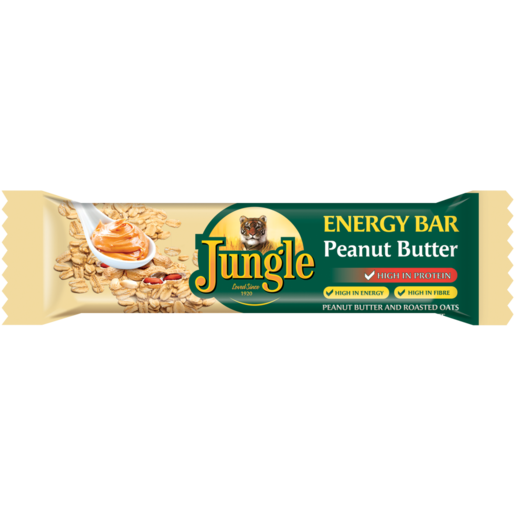 Jungle
Loved Since
1920
ENERGY BAR
Peanut Butter
HIGH IN PROTEIN
HIGH IN ENERGY
HIGH IN FIBRE
PEANUT BUTTER AND ROASTED OATS